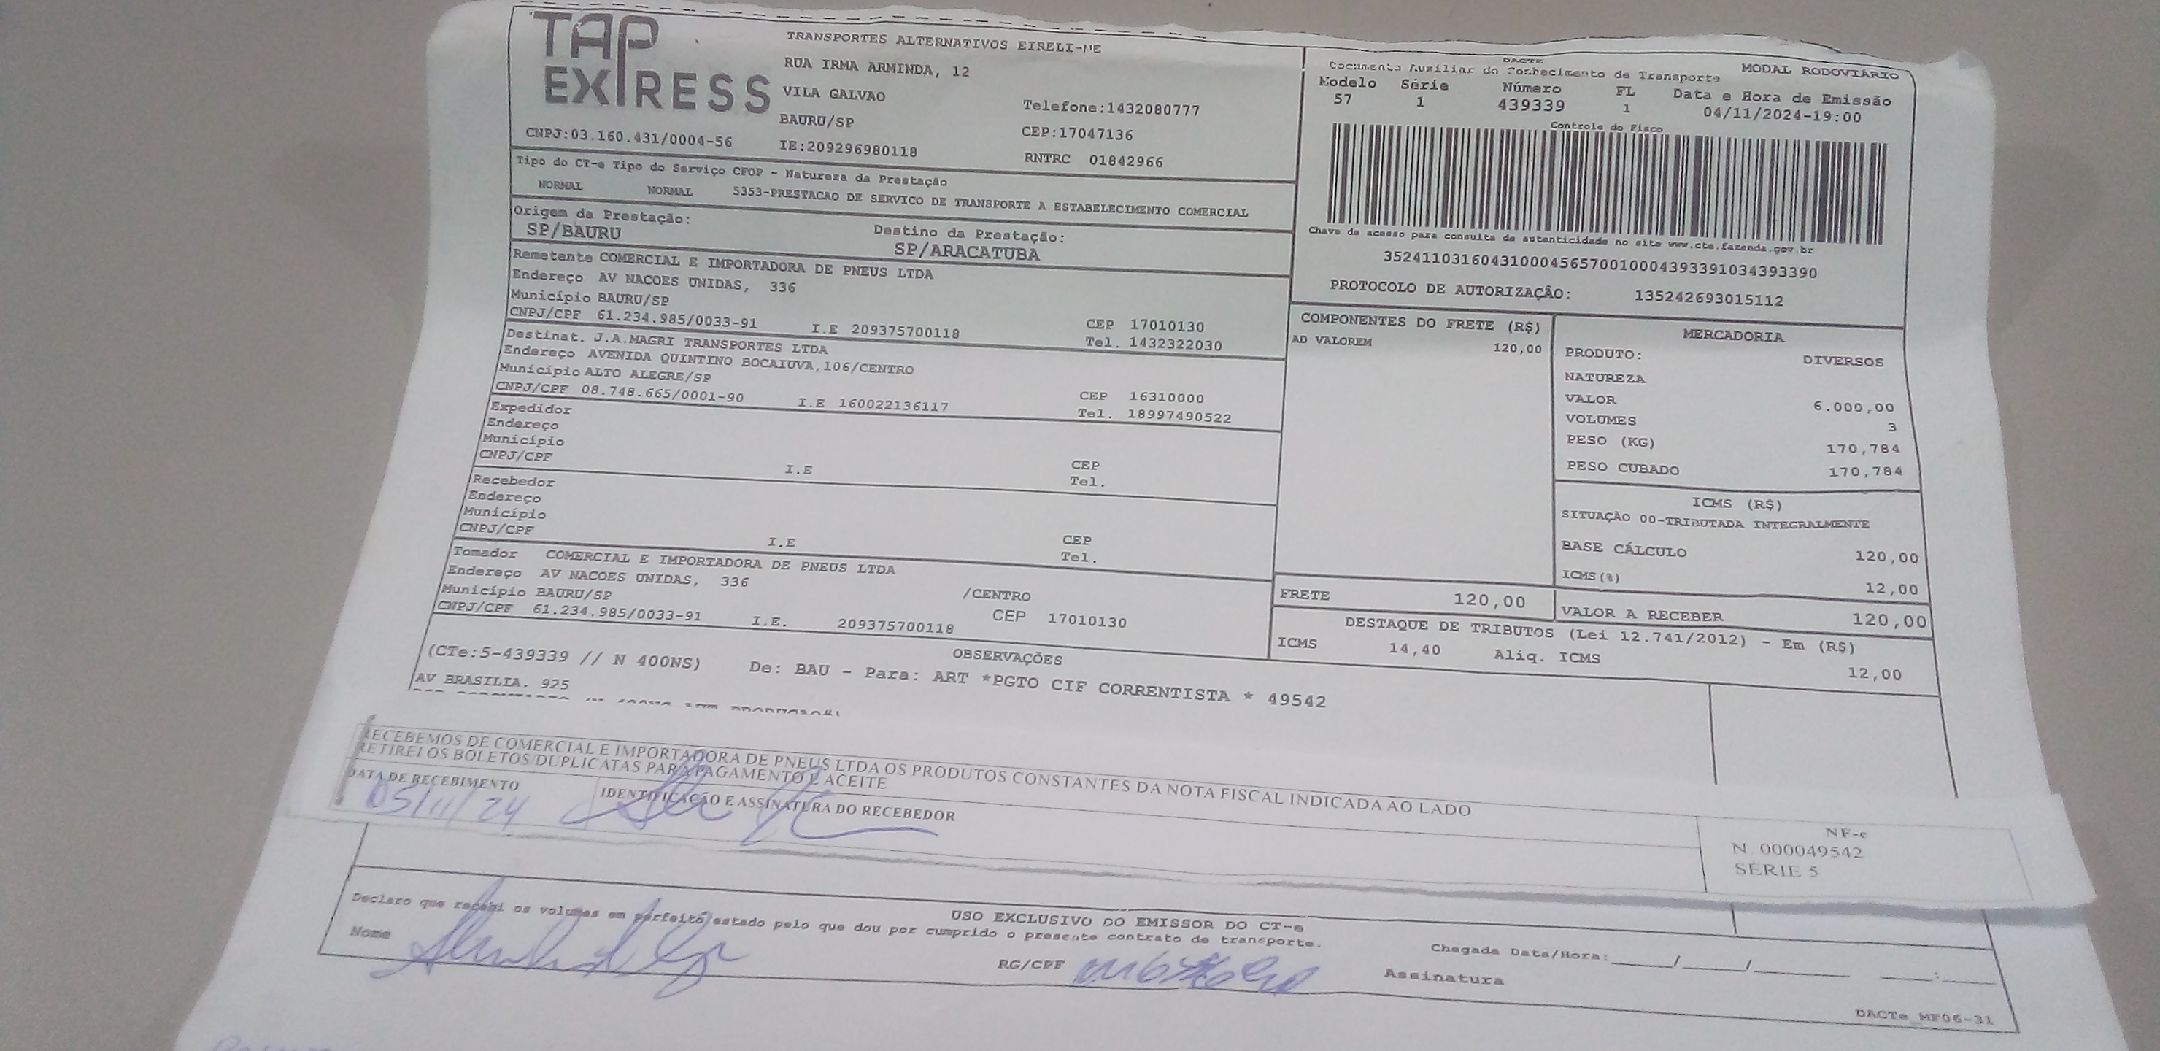 TAP EXPRESS
TRANSPORTES ALTERNATIVOS EIRELI-ME
RUA IRMA ARMINDA, 12
VILA GALVAO
Telefone:1432080777
BAURU/SP
CEP:17047136
CNPJ:03.160.431/0004-56
IE:209296980118
RNTRC 01842966
DACTE MODAL RODOVIÁRIO
Documento Auxiliar do Conhecimento de Transporte
Modelo Série Número FL Data e Hora de Emissão
57 1 439339 1 04/11/2024-19:00
Controle do Fisco
Chave de acesso para consulta de autenticidade no site www.cte.fazenda.gov.br
35241103160431000456570010004393391034393390
PROTOCOLO DE AUTORIZAÇÃO: 135242693015112
Tipo do CT-e Tipo do Serviço CFOP - Natureza da Prestação
NORMAL NORMAL 5353-PRESTACAO DE SERVICO DE TRANSPORTE A ESTABELECIMENTO COMERCIAL
Origem da Prestação: Destino da Prestação:
SP/BAURU SP/ARACATUBA
Remetente COMERCIAL E IMPORTADORA DE PNEUS LTDA
Endereço AV NACOES UNIDAS, 336
Município BAURU/SP CEP 17010130
CNPJ/CPF 61.234.985/0033-91 I.E 209375700118 Tel. 1432322030
Destinat. J.A.MAGRI TRANSPORTES LTDA
Endereço AVENIDA QUINTINO BOCAIUVA,106/CENTRO
Município ALTO ALEGRE/SP CEP 16310000
CNPJ/CPF 08.748.665/0001-90 I.E 160022136117 Tel. 18997490522
Expedidor
Endereço
Município CEP
CNPJ/CPF I.E Tel.
Recebedor
Endereço
Município CEP
CNPJ/CPF I.E Tel.
Tomador COMERCIAL E IMPORTADORA DE PNEUS LTDA
Endereço AV NACOES UNIDAS, 336 /CENTRO
Município BAURU/SP CEP 17010130
CNPJ/CPF 61.234.985/0033-91 I.E. 209375700118
COMPONENTES DO FRETE (R$)
AD VALOREM 120,00
MERCADORIA
PRODUTO: DIVERSOS
NATUREZA
VALOR 6.000,00
VOLUMES 3
PESO (KG) 170,784
PESO CUBADO 170,784
ICMS (R$)
SITUAÇÃO 00-TRIBUTADA INTEGRALMENTE
BASE CÁLCULO 120,00
ICMS(%) 12,00
FRETE 120,00 VALOR A RECEBER 120,00
DESTAQUE DE TRIBUTOS (Lei 12.741/2012) - Em (R$)
ICMS 14,40 Aliq. ICMS 12,00
OBSERVAÇÕES
(CTe:5-439339 // N 400NS) De: BAU - Para: ART *PGTO CIF CORRENTISTA * 49542
AV BRASILIA. 925
RECEBEMOS DE COMERCIAL E IMPORTADORA DE PNEUS LTDA OS PRODUTOS CONSTANTES DA NOTA FISCAL INDICADA AO LADO
RETIREI OS BOLETOS/DUPLICATAS PARA PAGAMENTO E ACEITE
DATA DE RECEBIMENTO IDENTIFICAÇÃO E ASSINATURA DO RECEBEDOR
05/11/24
NF-e
N. 000049542
SÉRIE 5
USO EXCLUSIVO DO EMISSOR DO CT-e
Declaro que recebi os volumes em perfeito estado pelo que dou por cumprido o presente contrato de transporte.
Nome RG/CPF Assinatura
Chegada Data/Hora:____/____/____ ____:____
DACTe MF06-31